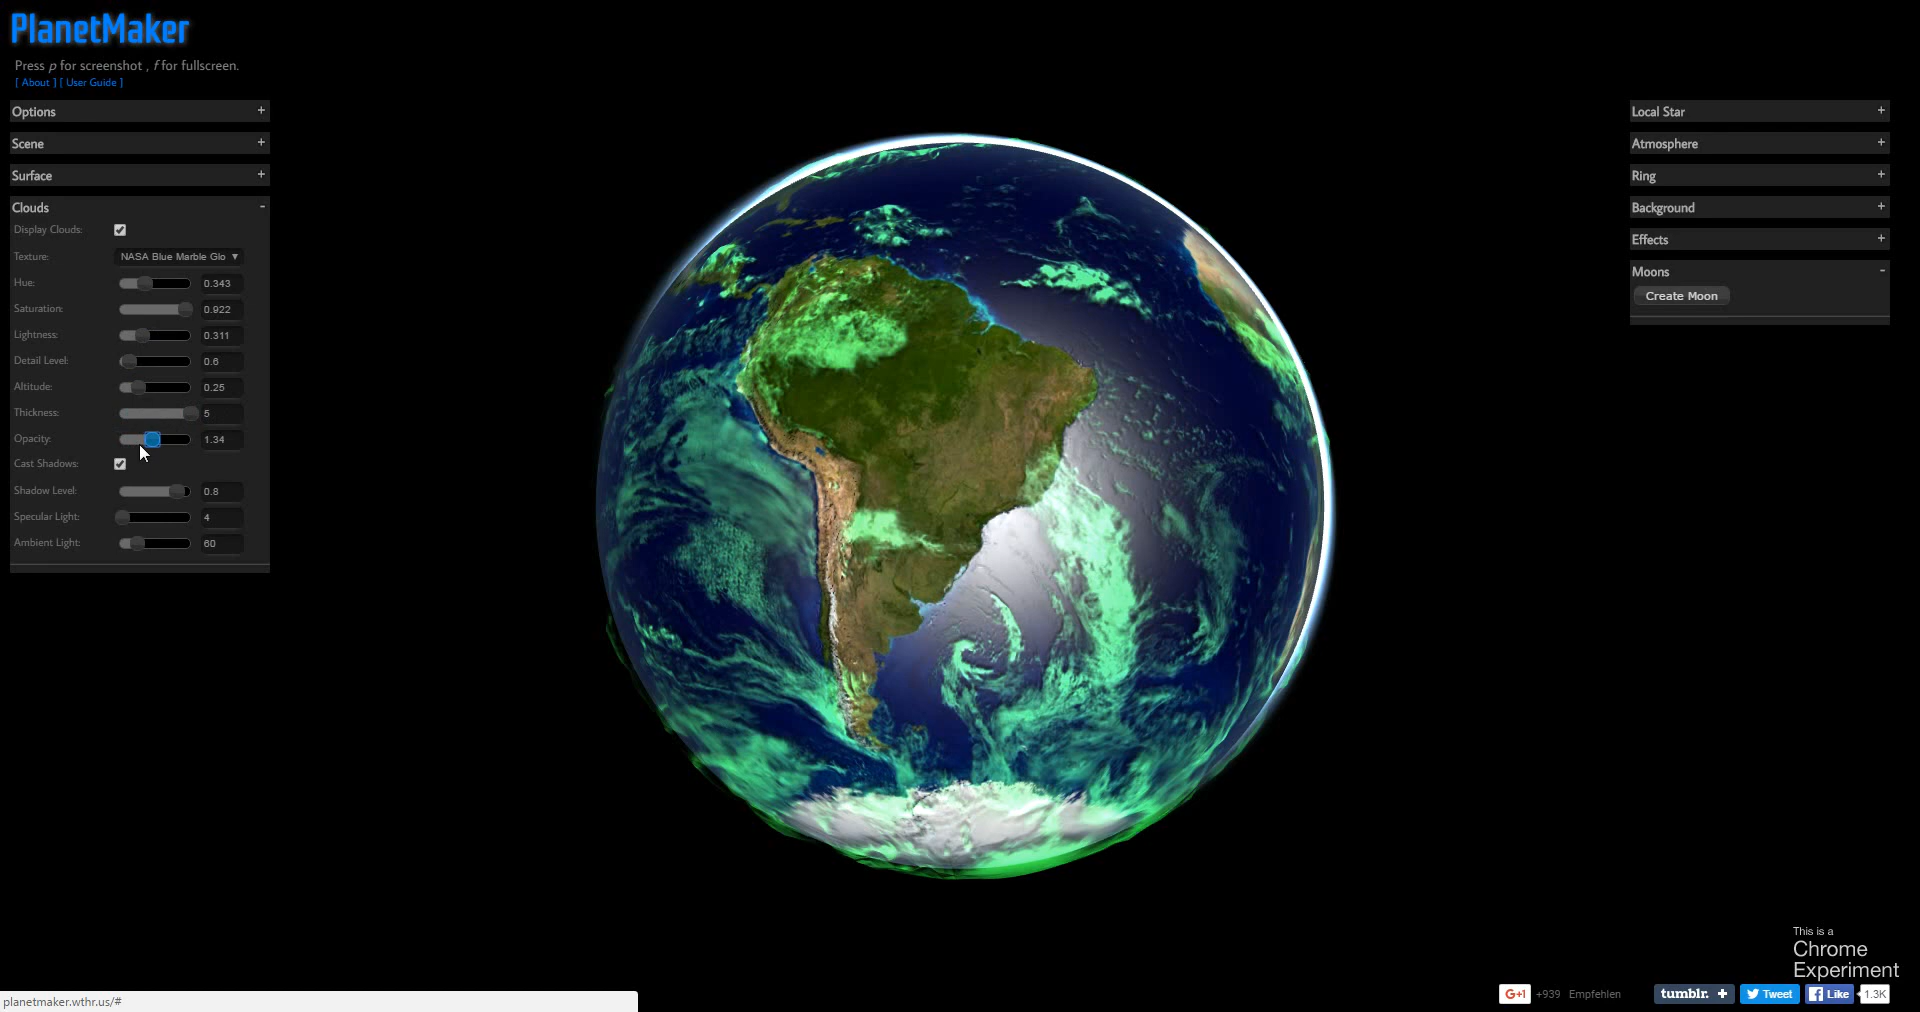 PlanetMaker
Press p for screenshot , f for fullscreen.
[ About ] [ User Guide ]
Options +
Scene +
Surface +
Clouds -
Display Clouds:
Texture: NASA Blue Marble Glo ▼
Hue: 0.343
Saturation: 0.922
Lightness: 0.311
Detail Level: 0.6
Altitude: 0.25
Thickness: 5
Opacity: 1.34
Cast Shadows:
Shadow Level: 0.8
Specular Light: 4
Ambient Light: 60
Local Star +
Atmosphere +
Ring +
Background +
Effects +
Moons -
Create Moon
This is a
Chrome
Experiment
planetmaker.wthr.us/#
G+1 +939 Empfehlen tumblr. + Tweet Like 1.3K